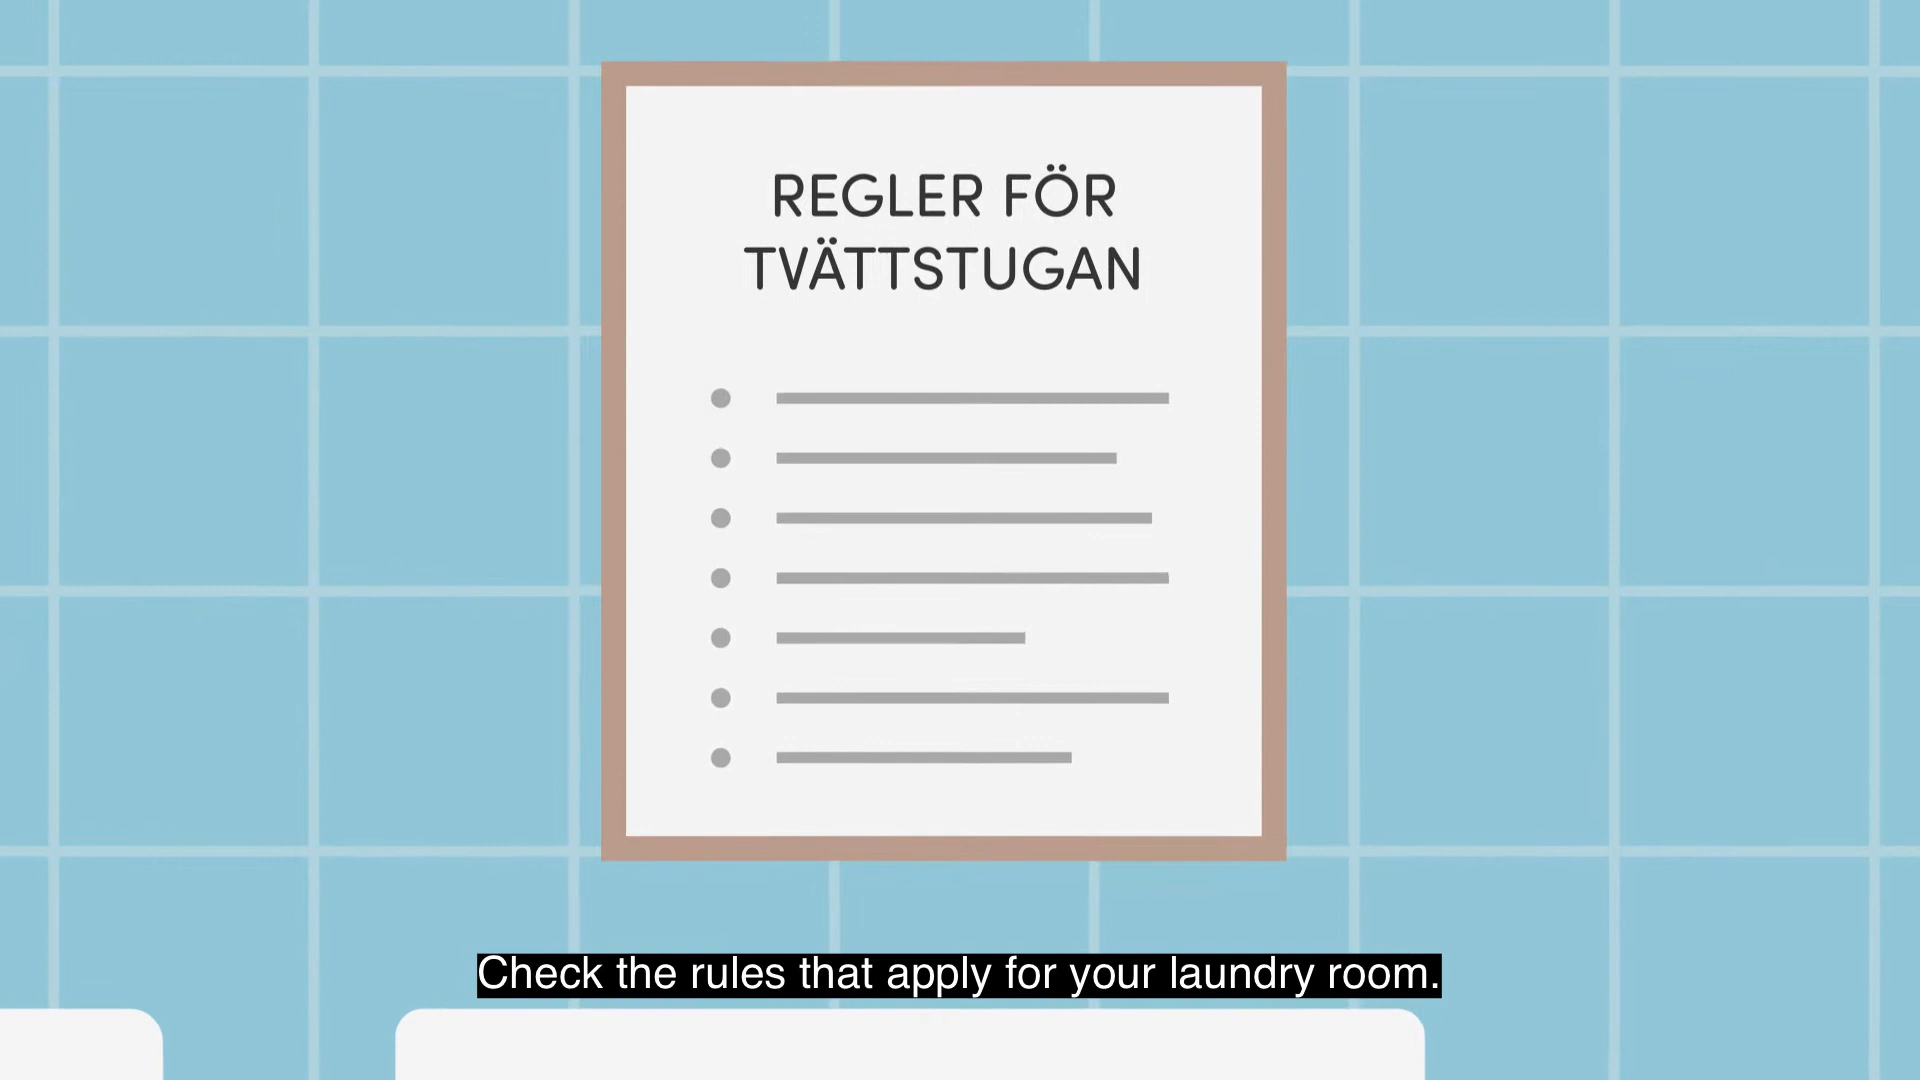 REGLER FÖR
TVÄTTSTUGAN
Check the rules that apply for your laundry room.